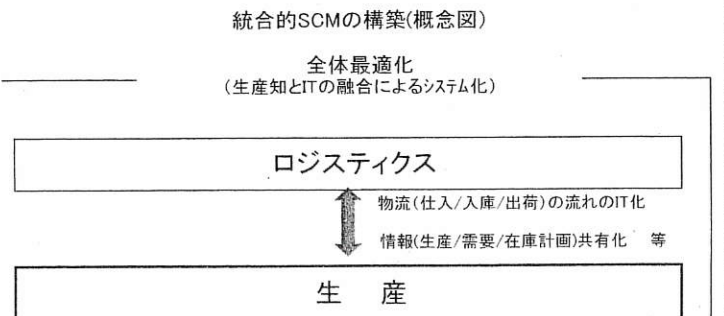 統合的SCMの構築(概念図)
全体最適化
(生産知とITの融合によるシステム化)
ロジスティクス
物流(仕入/入庫/出荷)の流れのIT化
情報(生産/需要/在庫計画)共有化　等
生　産